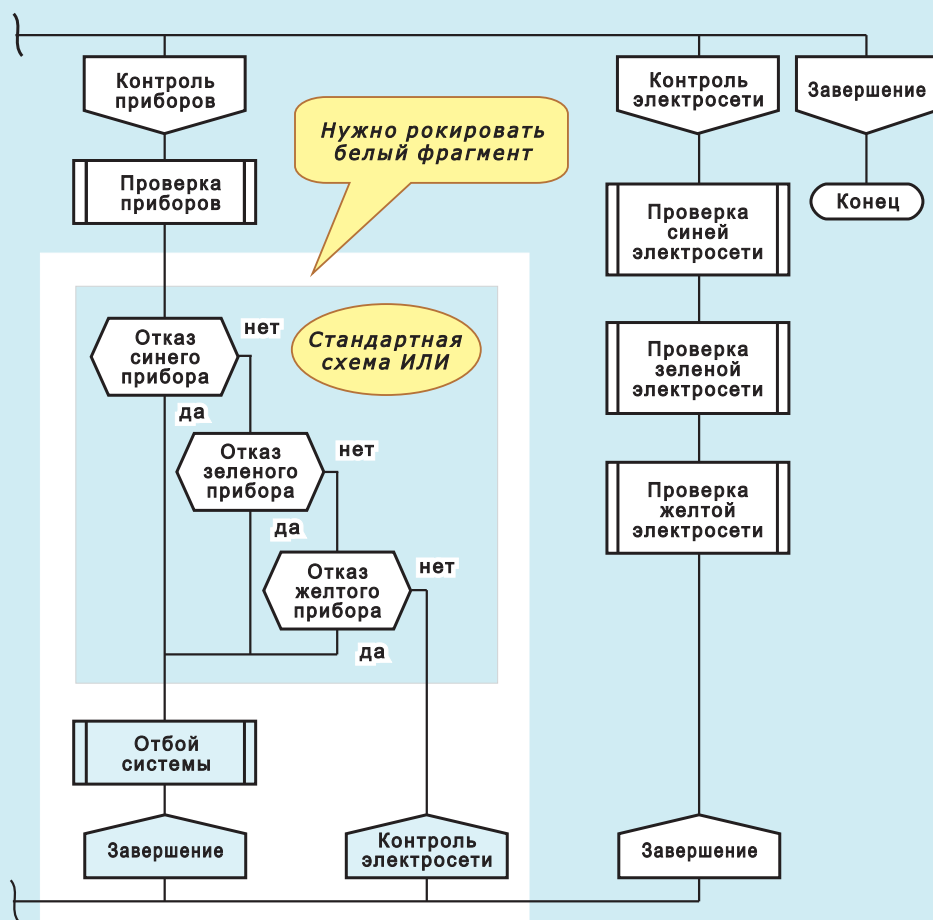 Контроль
приборов
Проверка
приборов
Нужно рокировать
белый фрагмент
Стандартная
схема ИЛИ
Отказ
синего
прибора
нет
да
Отказ
зеленого
прибора
нет
да
Отказ
желтого
прибора
нет
да
Отбой
системы
Завершение
Контроль
электросети
Контроль
электросети
Проверка
синей
электросети
Проверка
зеленой
электросети
Проверка
желтой
электросети
Завершение
Завершение
Конец